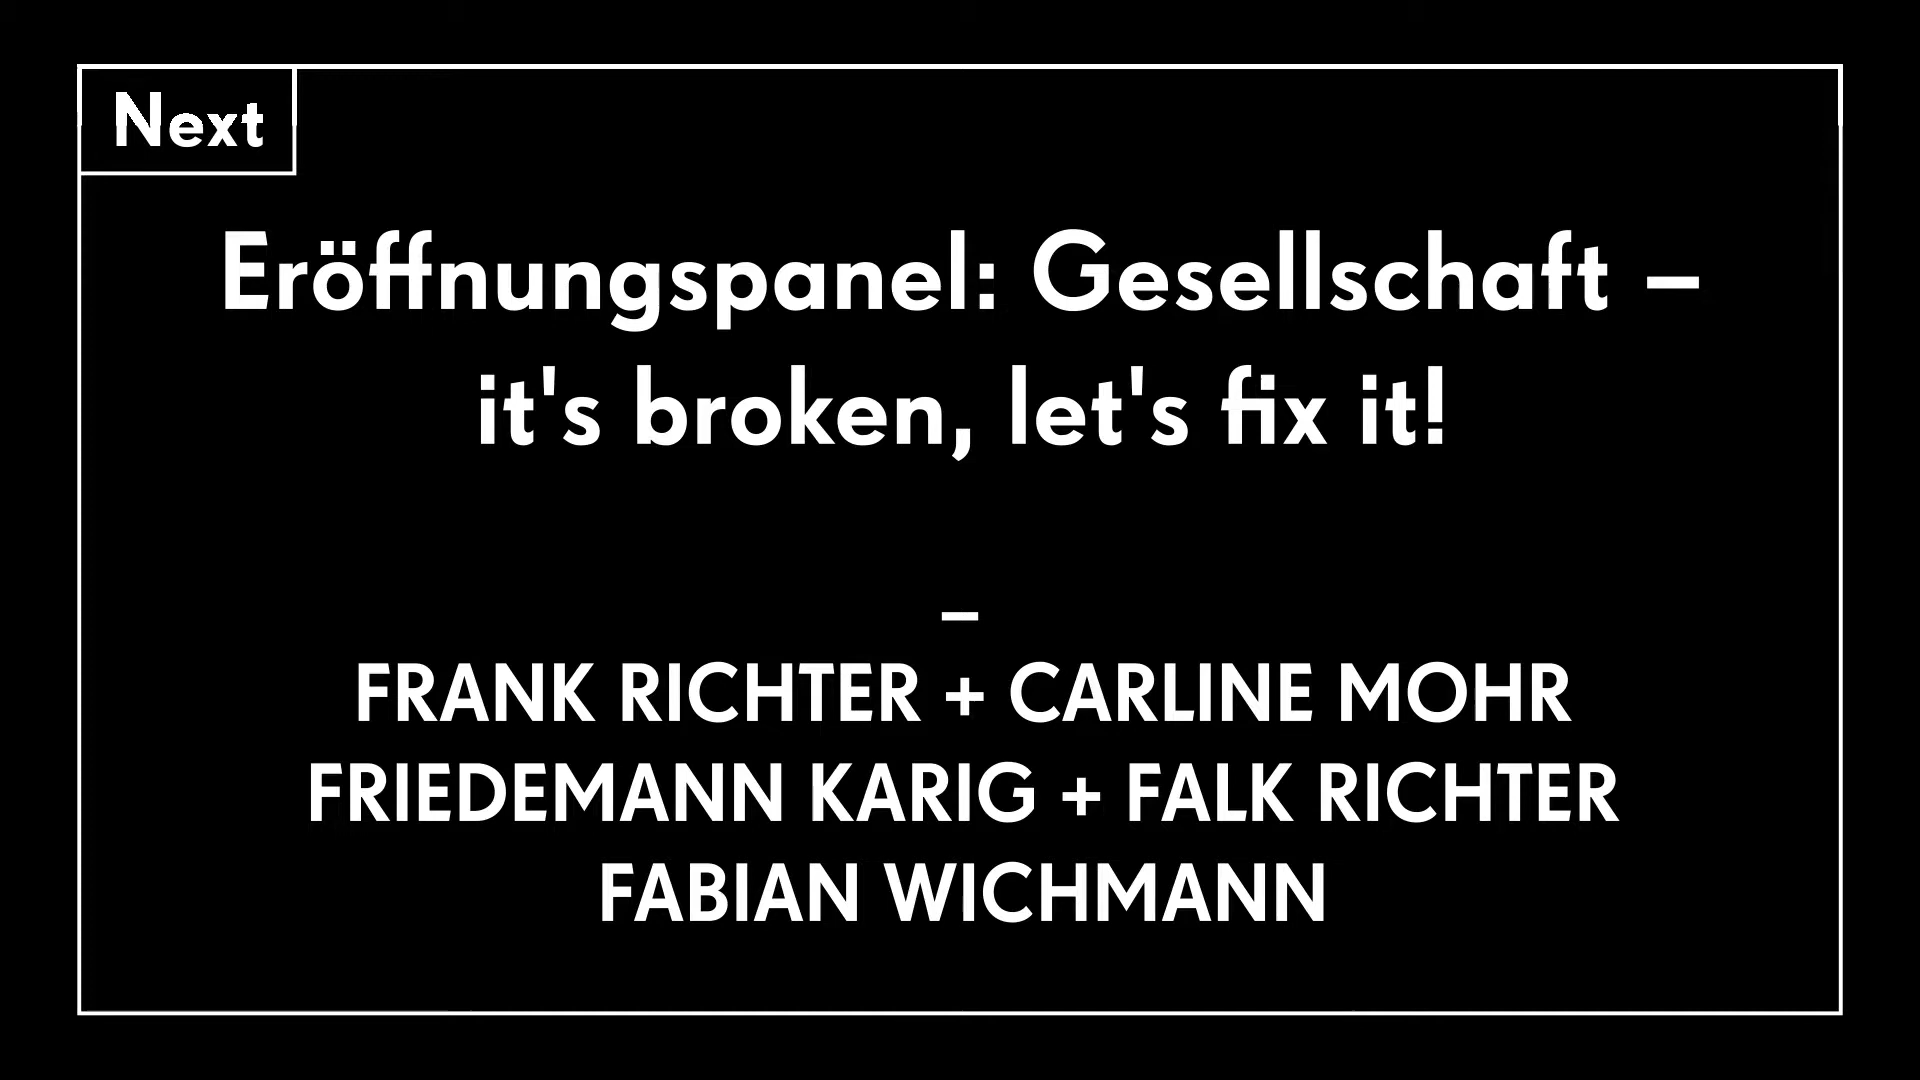 Next
Eröffnungspanel: Gesellschaft –
it's broken, let's fix it!
–
FRANK RICHTER + CARLINE MOHR
FRIEDEMANN KARIG + FALK RICHTER
FABIAN WICHMANN